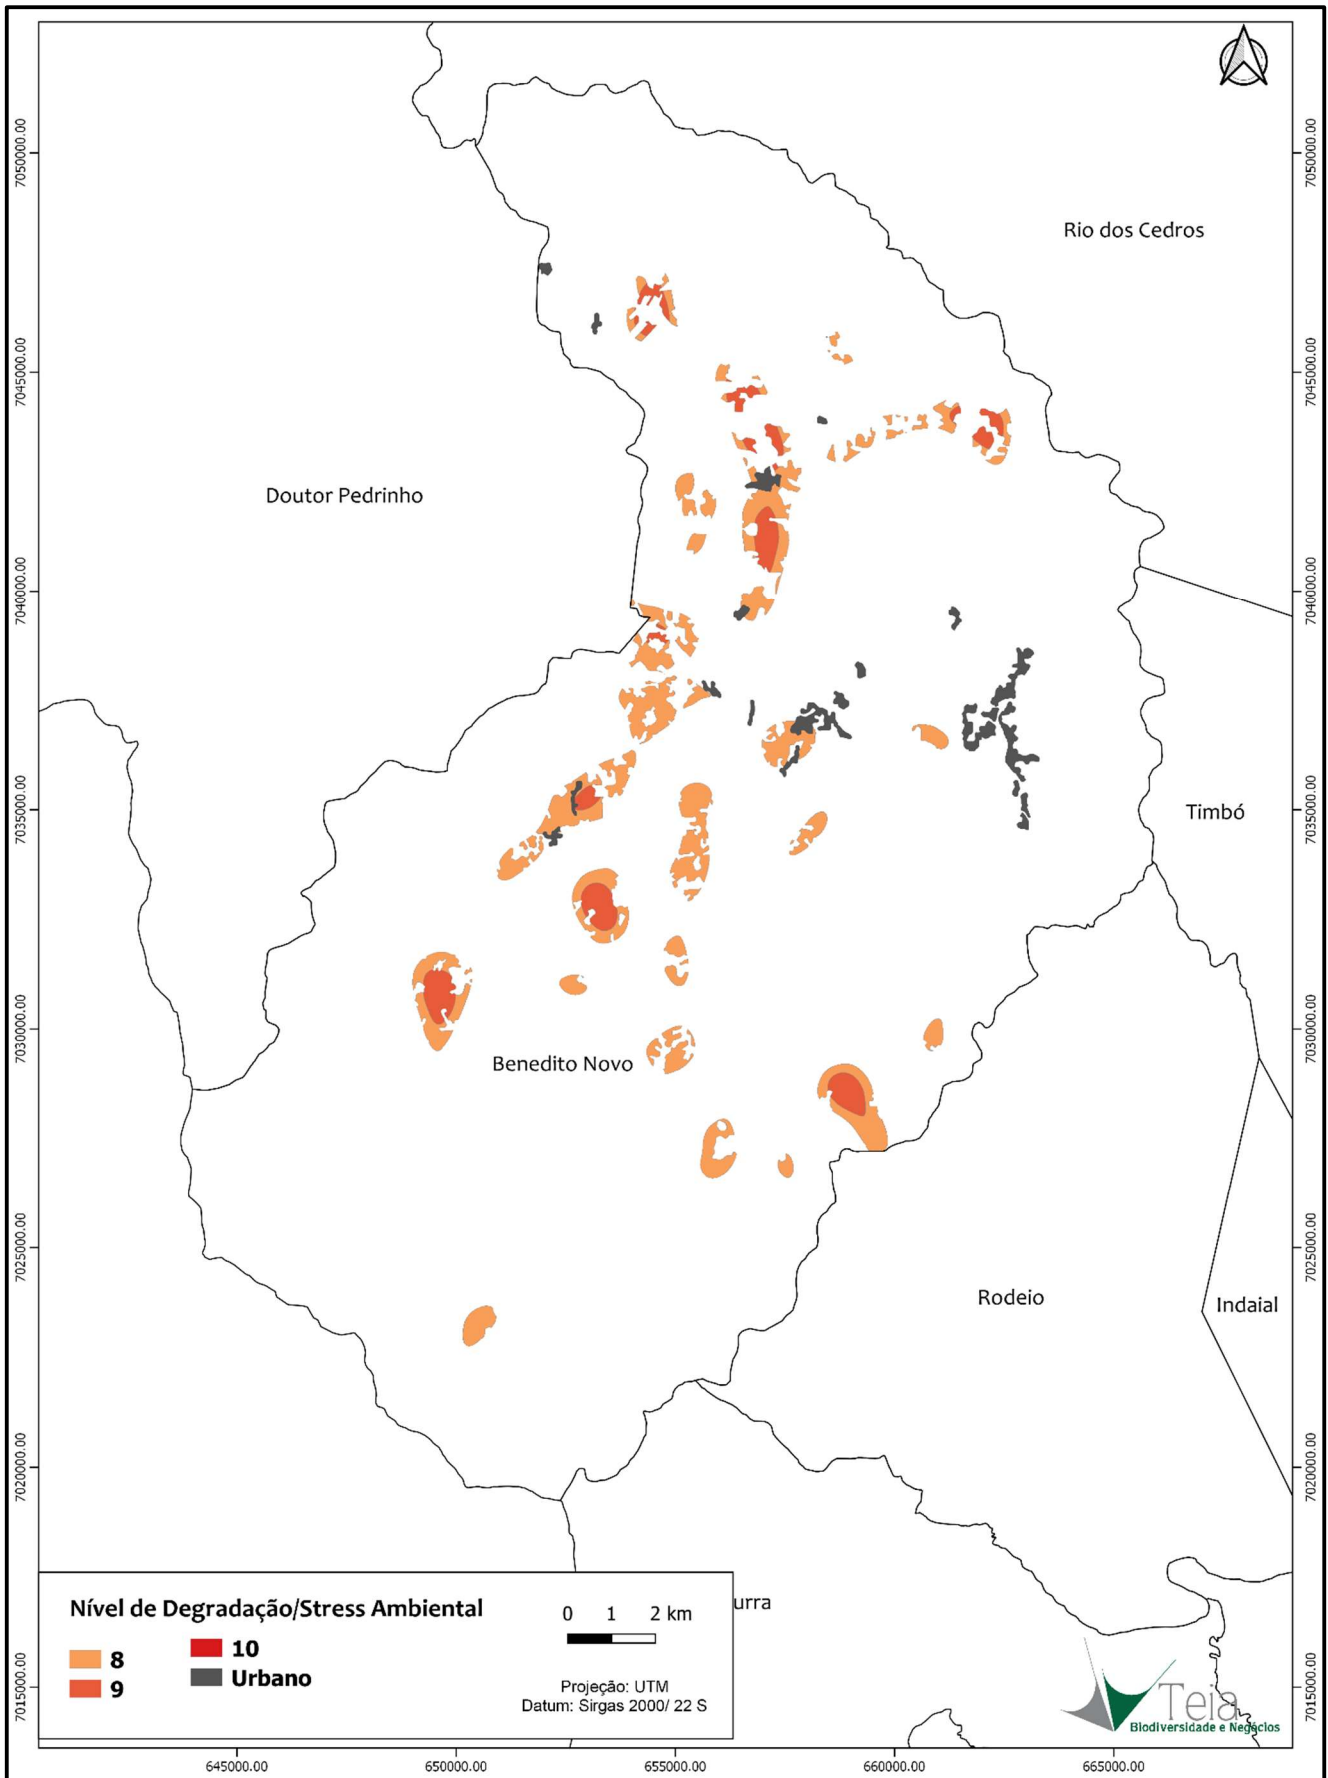 Rio dos Cedros
Doutor Pedrinho
Timbó
Benedito Novo
Rodeio
Indaial
urra
7050000.00
7045000.00
7040000.00
7035000.00
7030000.00
7025000.00
7020000.00
7015000.00
7050000.00
7045000.00
7040000.00
7035000.00
7030000.00
7025000.00
7020000.00
7015000.00
Nível de Degradação/Stress Ambiental
8
9
10
Urbano
0 1 2 km
Projeção: UTM
Datum: Sirgas 2000/ 22 S
Teia
Biodiversidade e Negócios
645000.00 650000.00 655000.00 660000.00 665000.00